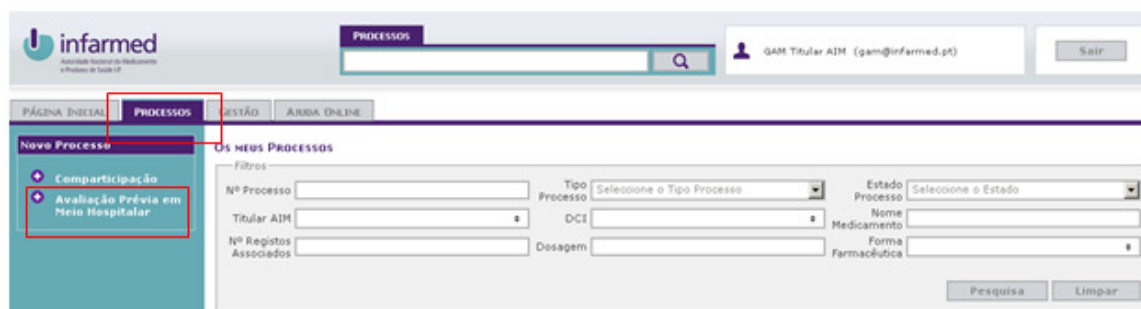 infarmed
Autoridade Nacional do Medicamento
e Produtos de Saúde I.P.
PROCESSOS
GAM Titular AIM (gam@infarmed.pt)
Sair
PÁGINA INICIAL
PROCESSOS
GESTÃO
AJUDA ONLINE
Novo Processo
Comparticipação
Avaliação Prévia em
Meio Hospitalar
OS MEUS PROCESSOS
Filtros
Nº Processo
Tipo
Processo
Seleccione o Tipo Processo
Estado
Processo
Seleccione o Estado
Titular AIM
DCI
Nome
Medicamento
Nº Registos
Associados
Dosagem
Forma
Farmacêutica
Pesquisa
Limpar